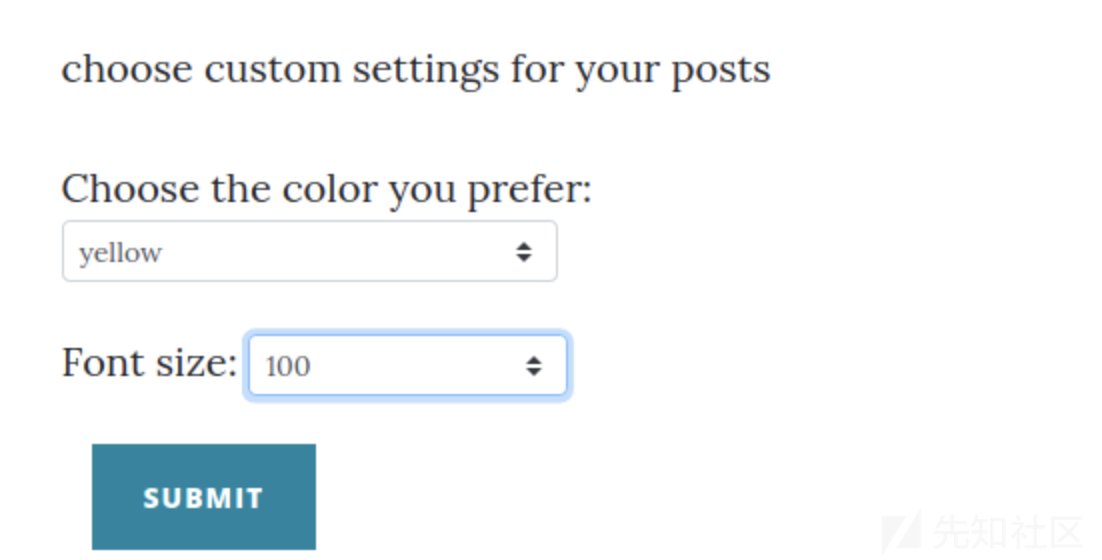 choose custom settings for your posts
Choose the color you prefer:
yellow
Font size: 100
SUBMIT
先知社区